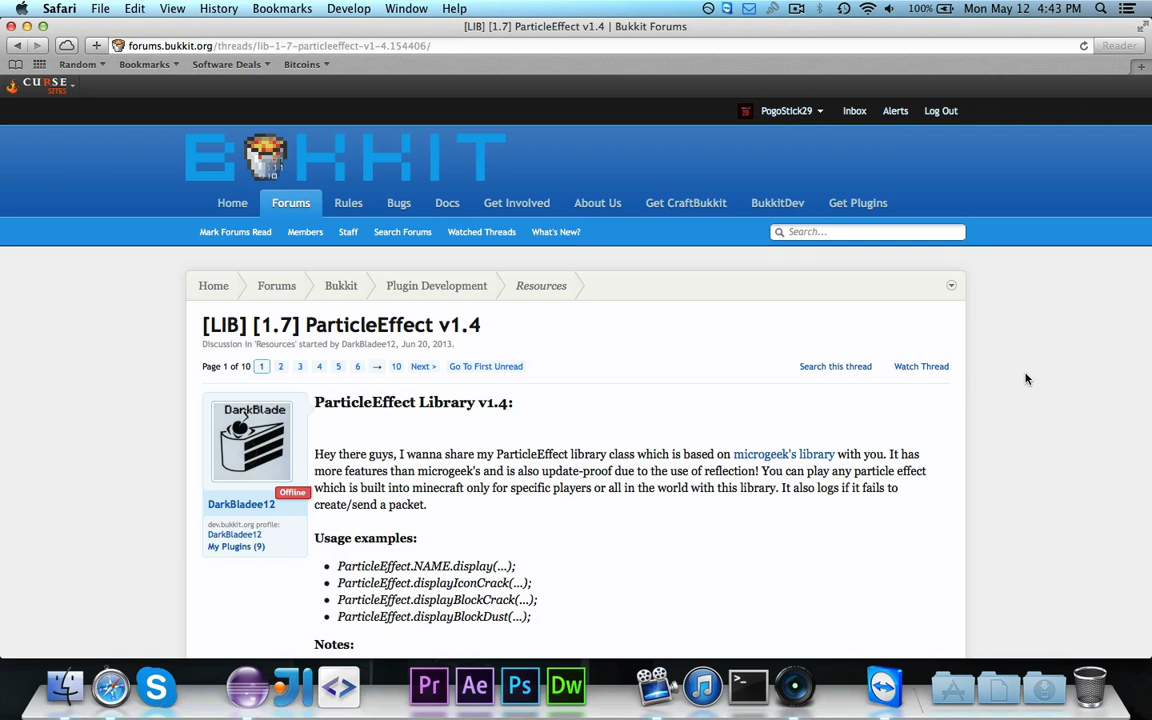 Safari File Edit View History Bookmarks Develop Window Help 100% Mon May 12 4:43 PM
[LIB] [1.7] ParticleEffect v1.4 | Bukkit Forums
forums.bukkit.org/threads/lib-1-7-particleeffect-v1-4.154406/ Reader
Random Bookmarks Software Deals Bitcoins
CURSE
SITES
PogoStick29 Inbox Alerts Log Out
BUKKIT
Home Forums Rules Bugs Docs Get Involved About Us Get CraftBukkit BukkitDev Get Plugins
Mark Forums Read Members Staff Search Forums Watched Threads What's New? Search...
Home Forums Bukkit Plugin Development Resources
[LIB] [1.7] ParticleEffect v1.4
Discussion in 'Resources' started by DarkBladee12, Jun 20, 2013.
Page 1 of 10 1 2 3 4 5 6 → 10 Next > Go To First Unread Search this thread Watch Thread
DarkBlade
Offline
DarkBladee12
dev.bukkit.org profile:
DarkBladee12
My Plugins (9)
ParticleEffect Library v1.4:
Hey there guys, I wanna share my ParticleEffect library class which is based on microgeek's library with you. It has
more features than microgeek's and is also update-proof due to the use of reflection! You can play any particle effect
which is built into minecraft only for specific players or all in the world with this library. It also logs if it fails to
create/send a packet.
Usage examples:
• ParticleEffect.NAME.display(...);
• ParticleEffect.displayIconCrack(...);
• ParticleEffect.displayBlockCrack(...);
• ParticleEffect.displayBlockDust(...);
Notes:
Pr Ae Ps Dw